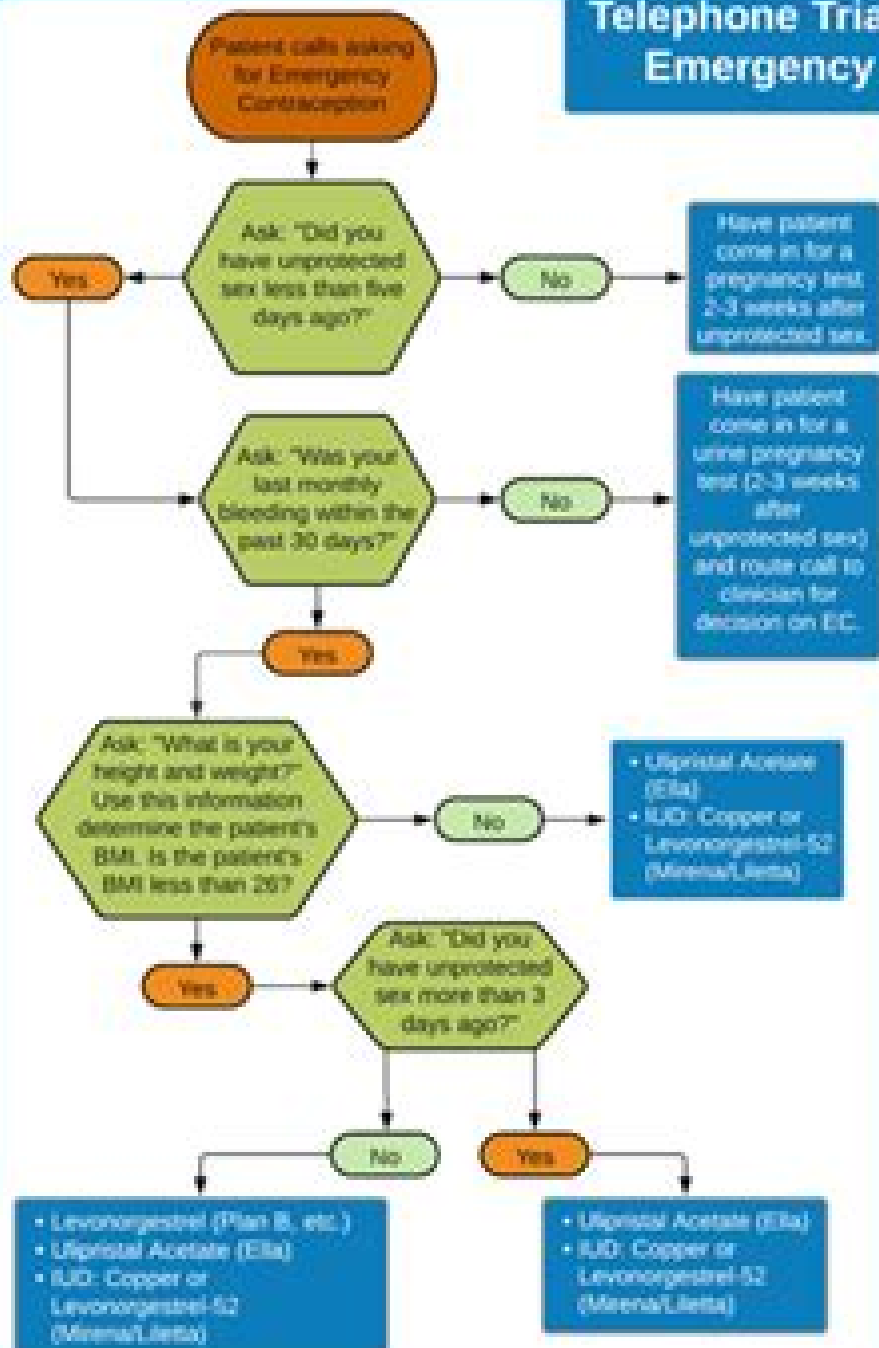 Telephone Tria
Emergency
Patient calls asking
for Emergency
Contraception
Ask: "Did you
have unprotected
sex less than five
days ago?"
Yes
No
Have patient
come in for a
pregnancy test
2-3 weeks after
unprotected sex.
Ask: "Was your
last monthly
bleeding within the
past 30 days?"
No
Have patient
come in for a
urine pregnancy
test (2-3 weeks
after
unprotected sex)
and route call to
clinician for
decision on EC.
Yes
Ask: "What is your
height and weight?"
Use this information
determine the patient's
BMI. Is the patient's
BMI less than 26?
No
• Ulipristal Acetate
(Ella)
• IUD: Copper or
Levonorgestrel-52
(Mirena/Liletta)
Yes
Ask: "Did you
have unprotected
sex more than 3
days ago?"
No
Yes
• Levonorgestrel (Plan B, etc.)
• Ulipristal Acetate (Ella)
• IUD: Copper or
Levonorgestrel-52
(Mirena/Liletta)
• Ulipristal Acetate (Ella)
• IUD: Copper or
Levonorgestrel-52
(Mirena/Liletta)